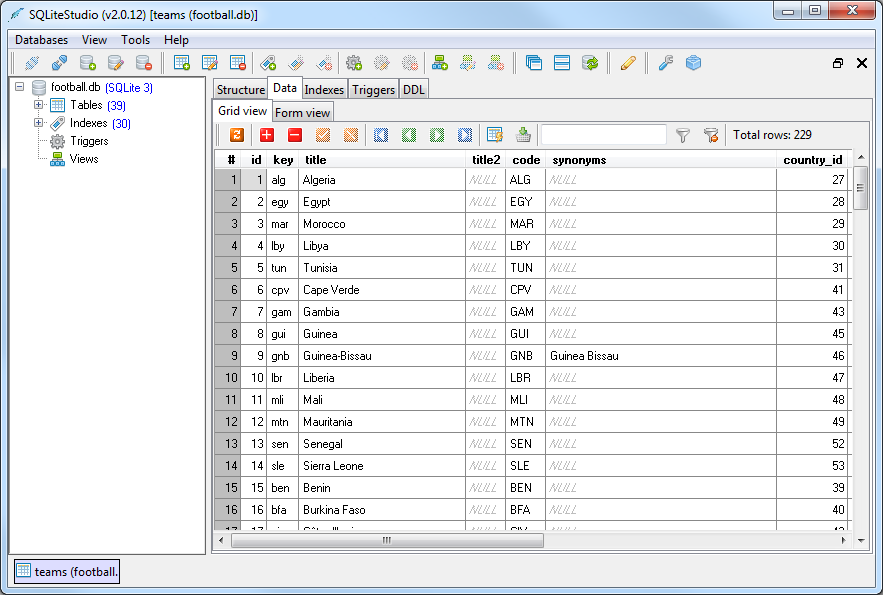 SQLiteStudio (v2.0.12) [teams (football.db)]
Databases View Tools Help
football.db (SQLite 3)
Tables (39)
Indexes (30)
Triggers
Views
Structure Data Indexes Triggers DDL
Grid view Form view
Total rows: 229
# id key title title2 code synonyms country_id
1 1 alg Algeria NULL ALG NULL 27
2 2 egy Egypt NULL EGY NULL 28
3 3 mar Morocco NULL MAR NULL 29
4 4 lby Libya NULL LBY NULL 30
5 5 tun Tunisia NULL TUN NULL 31
6 6 cpv Cape Verde NULL CPV NULL 41
7 7 gam Gambia NULL GAM NULL 43
8 8 gui Guinea NULL GUI NULL 45
9 9 gnb Guinea-Bissau NULL GNB Guinea Bissau 46
10 10 lbr Liberia NULL LBR NULL 47
11 11 mli Mali NULL MLI NULL 48
12 12 mtn Mauritania NULL MTN NULL 49
13 13 sen Senegal NULL SEN NULL 52
14 14 sle Sierra Leone NULL SLE NULL 53
15 15 ben Benin NULL BEN NULL 39
16 16 bfa Burkina Faso NULL BFA NULL 40
teams (football.